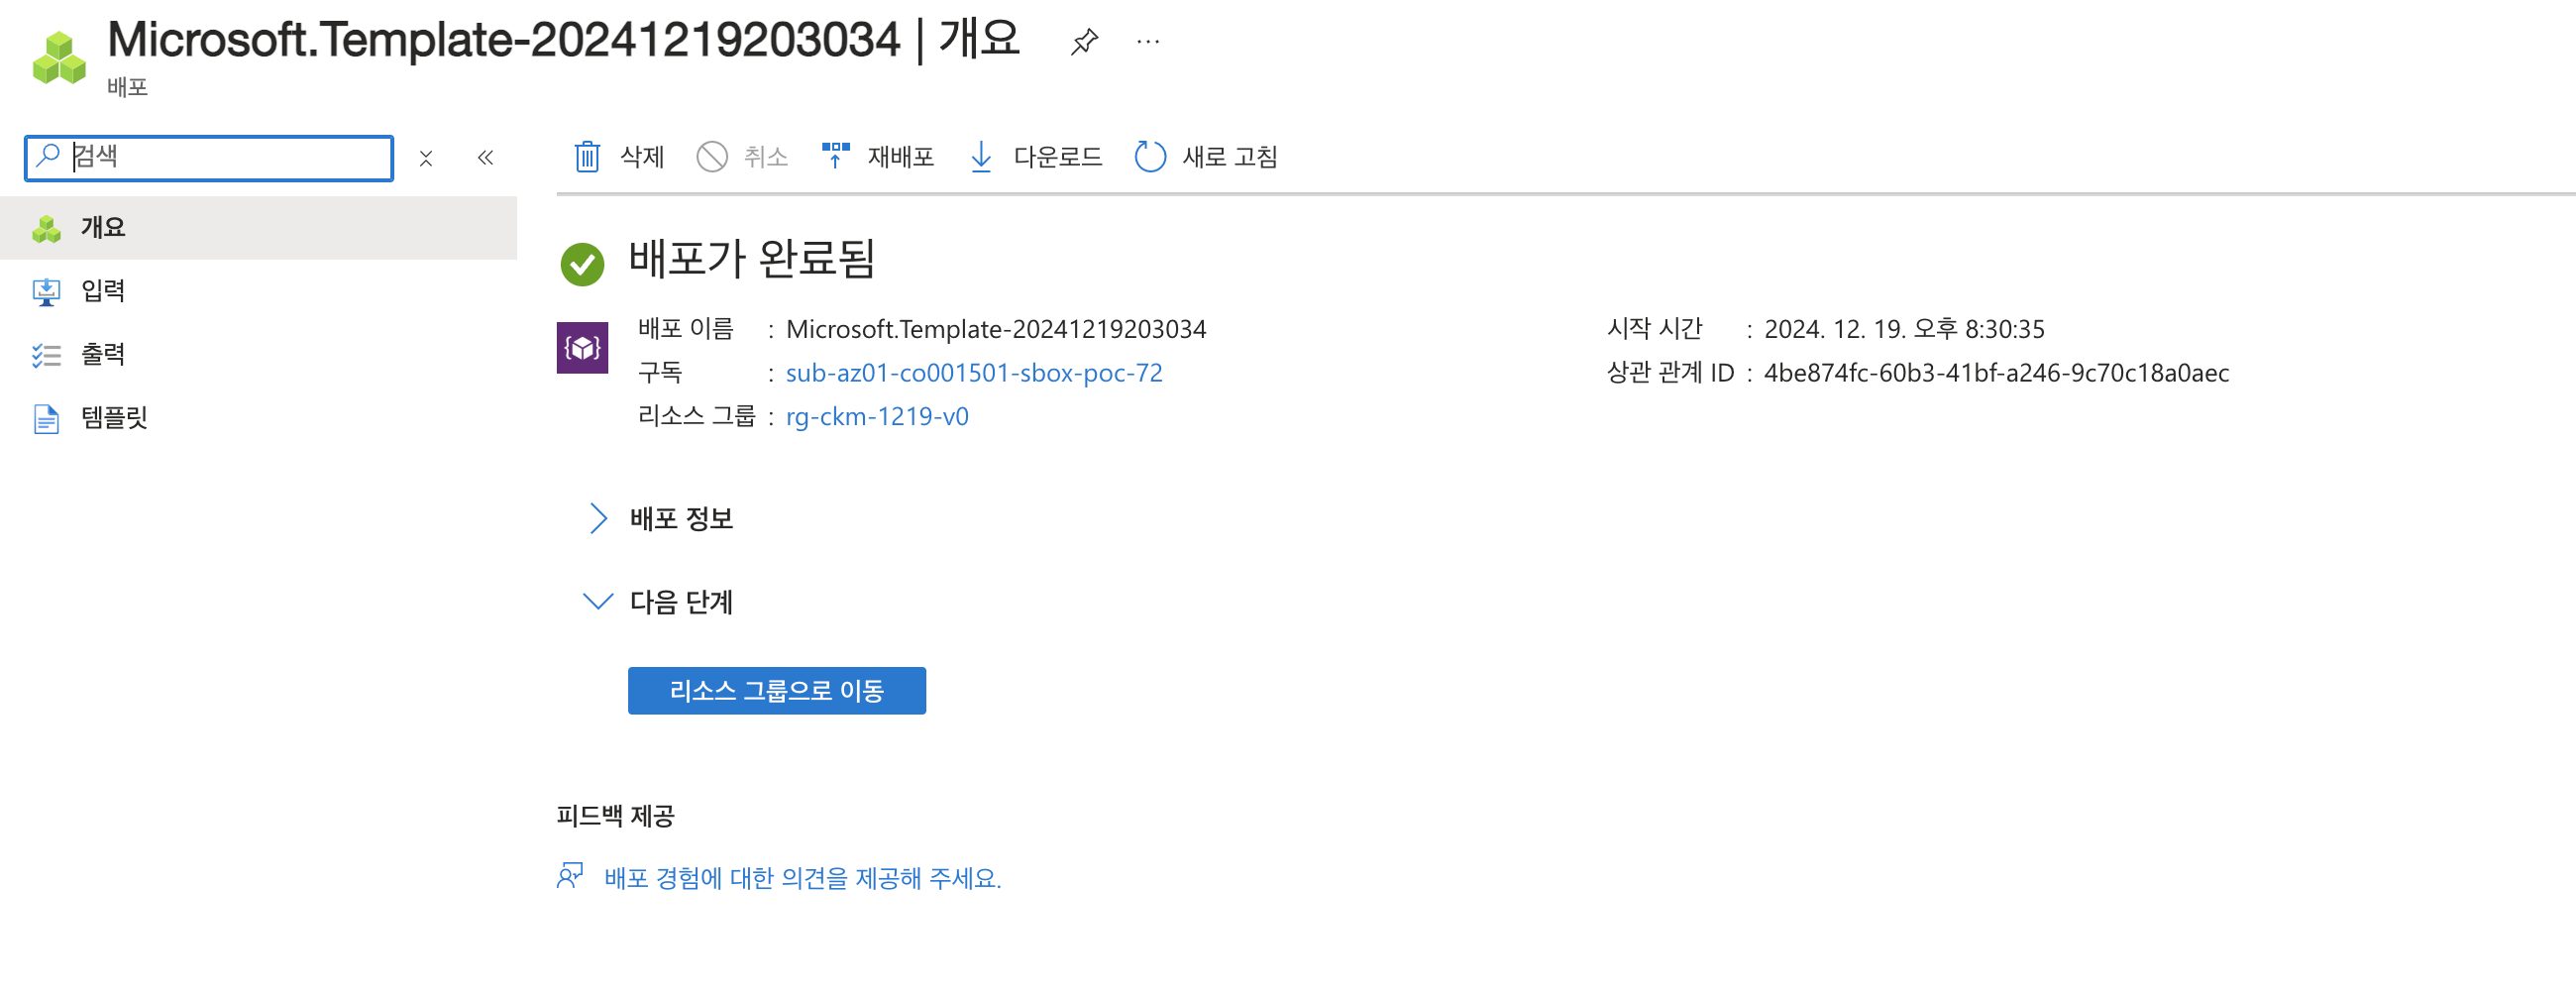 Microsoft.Template-20241219203034 | 개요
배포
검색
삭제 취소 재배포 다운로드 새로 고침
개요
입력
출력
템플릿
배포가 완료됨
배포 이름 : Microsoft.Template-20241219203034
구독 : sub-az01-co001501-sbox-poc-72
리소스 그룹 : rg-ckm-1219-v0
시작 시간 : 2024. 12. 19. 오후 8:30:35
상관 관계 ID : 4be874fc-60b3-41bf-a246-9c70c18a0aec
배포 정보
다음 단계
리소스 그룹으로 이동
피드백 제공
배포 경험에 대한 의견을 제공해 주세요.